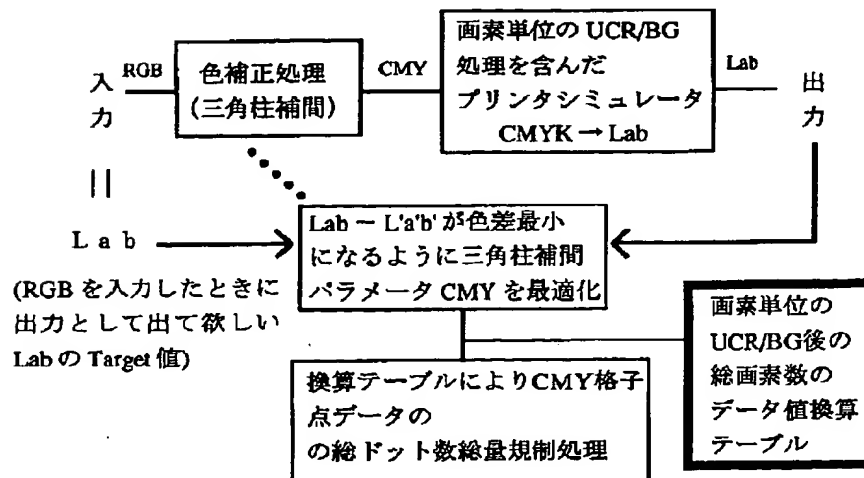 入力
RGB
色補正処理
(三角柱補間)
CMY
画素単位の UCR/BG
処理を含んだ
プリンタシミュレータ
CMYK → Lab
Lab
出力
||
Lab
(RGB を入力したときに
出力として出て欲しい
Lab の Target 値)
Lab ー L'a'b' が色差最小
になるように三角柱補間
パラメータ CMY を最適化
換算テーブルによりCMY格子
点データの
の総ドット数総量規制処理
画素単位の
UCR/BG後の
総画素数の
データ値換算
テーブル